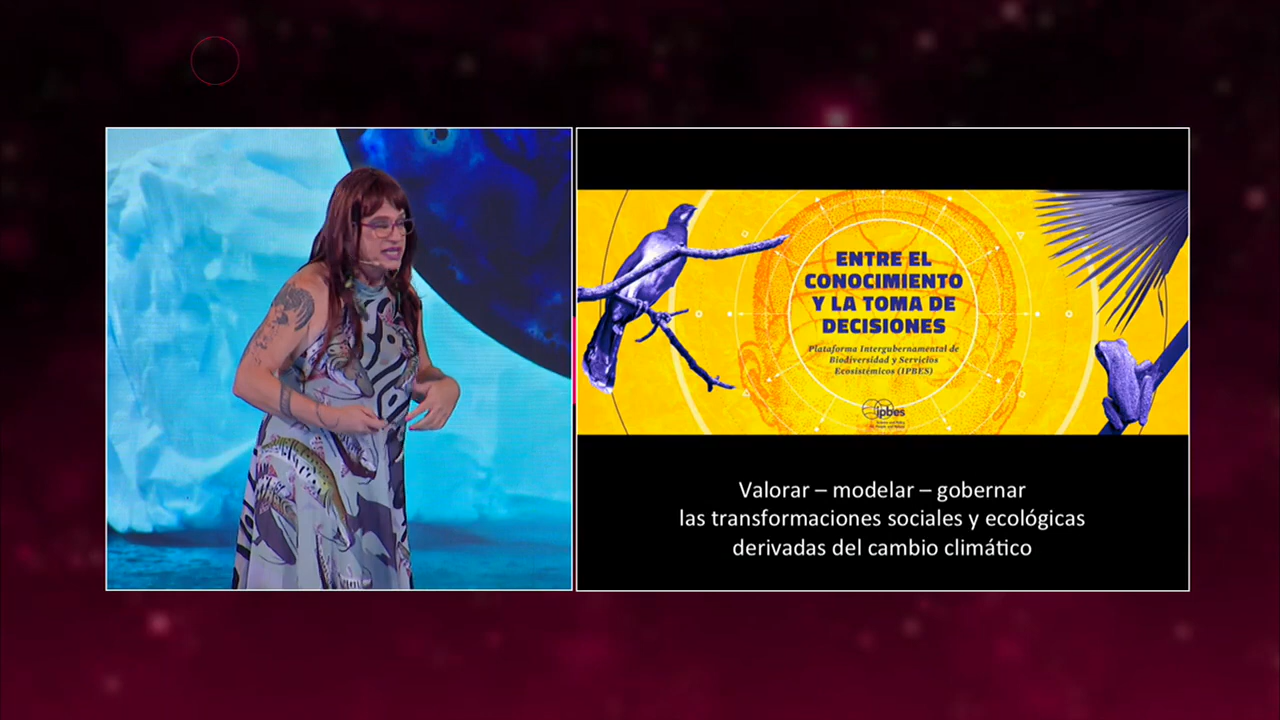 ENTRE EL
CONOCIMIENTO
Y LA TOMA DE
DECISIONES
Plataforma Intergubernamental de
Biodiversidad y Servicios
Ecosistémicos (IPBES)
ipbes
Valorar – modelar – gobernar
las transformaciones sociales y ecológicas
derivadas del cambio climático